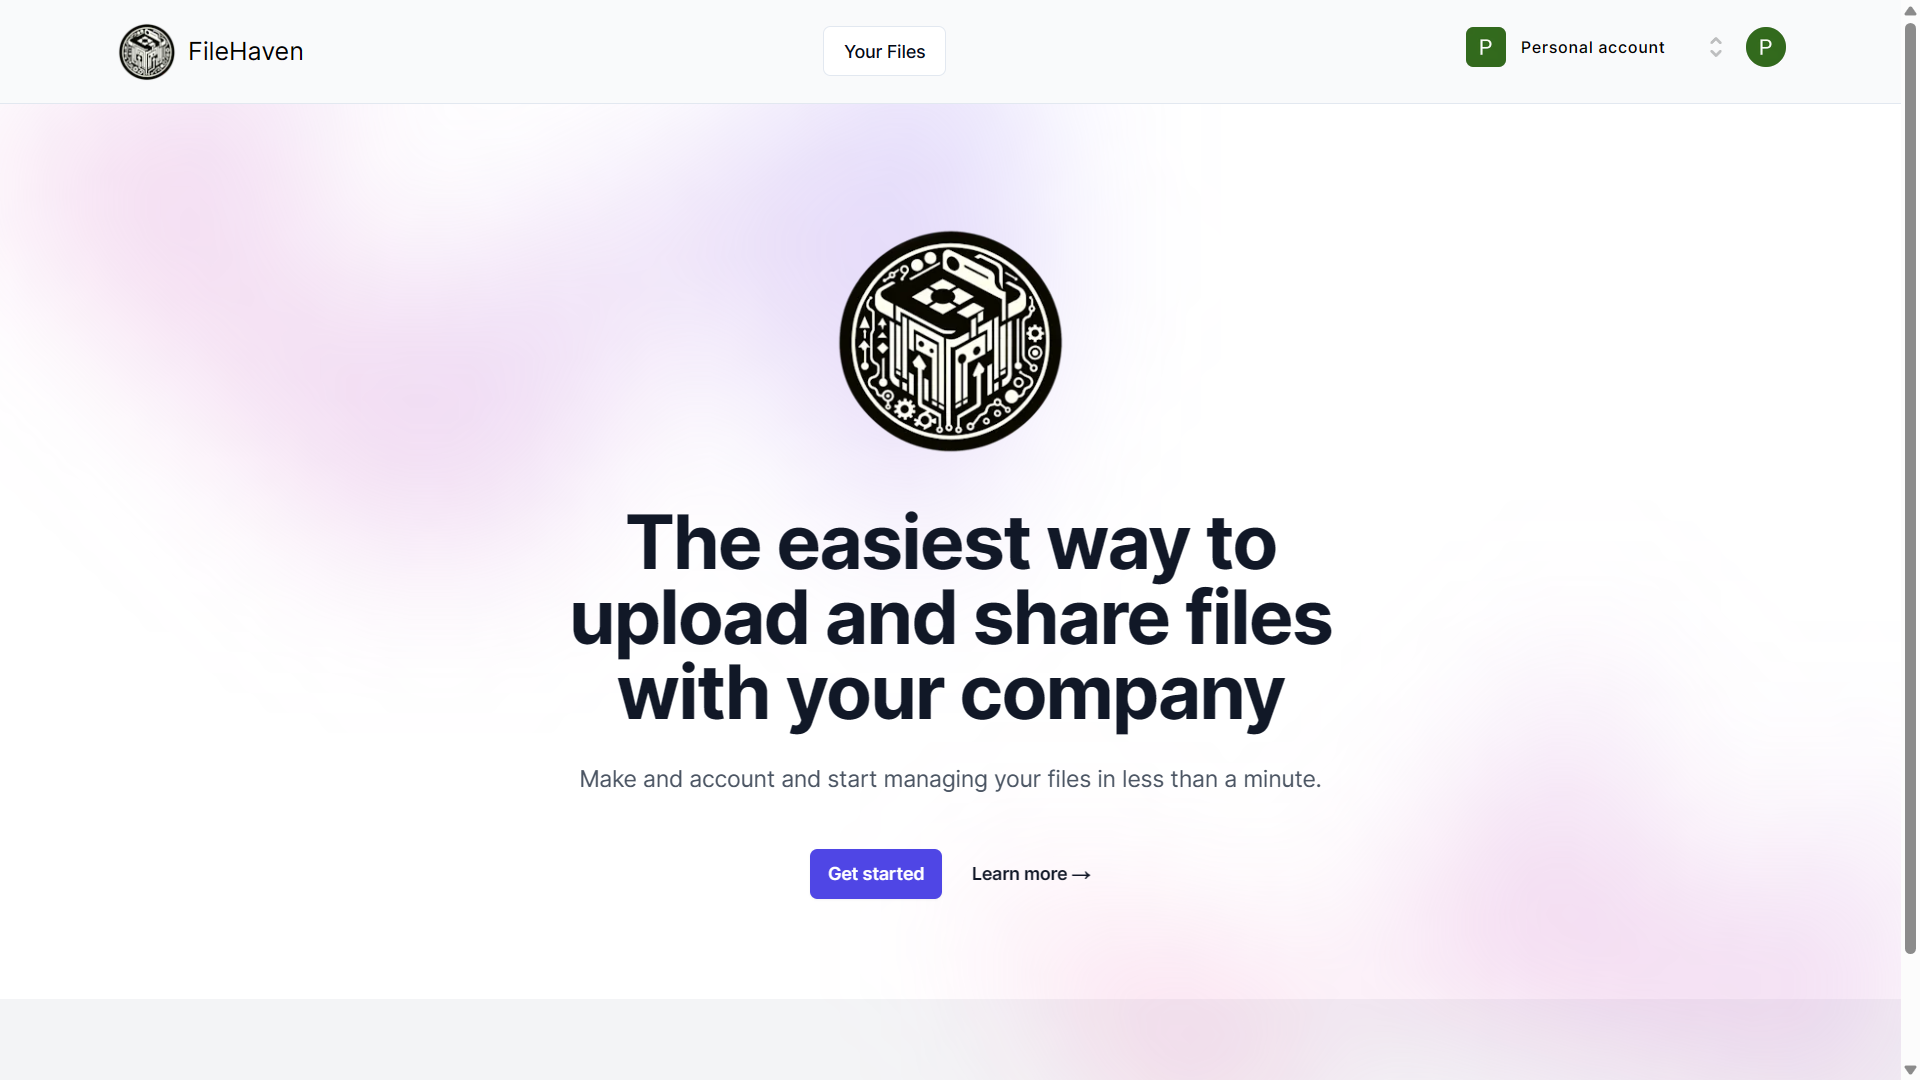 FileHaven
Your Files
P
Personal account
P
The easiest way to
upload and share files
with your company
Make and account and start managing your files in less than a minute.
Get started
Learn more →